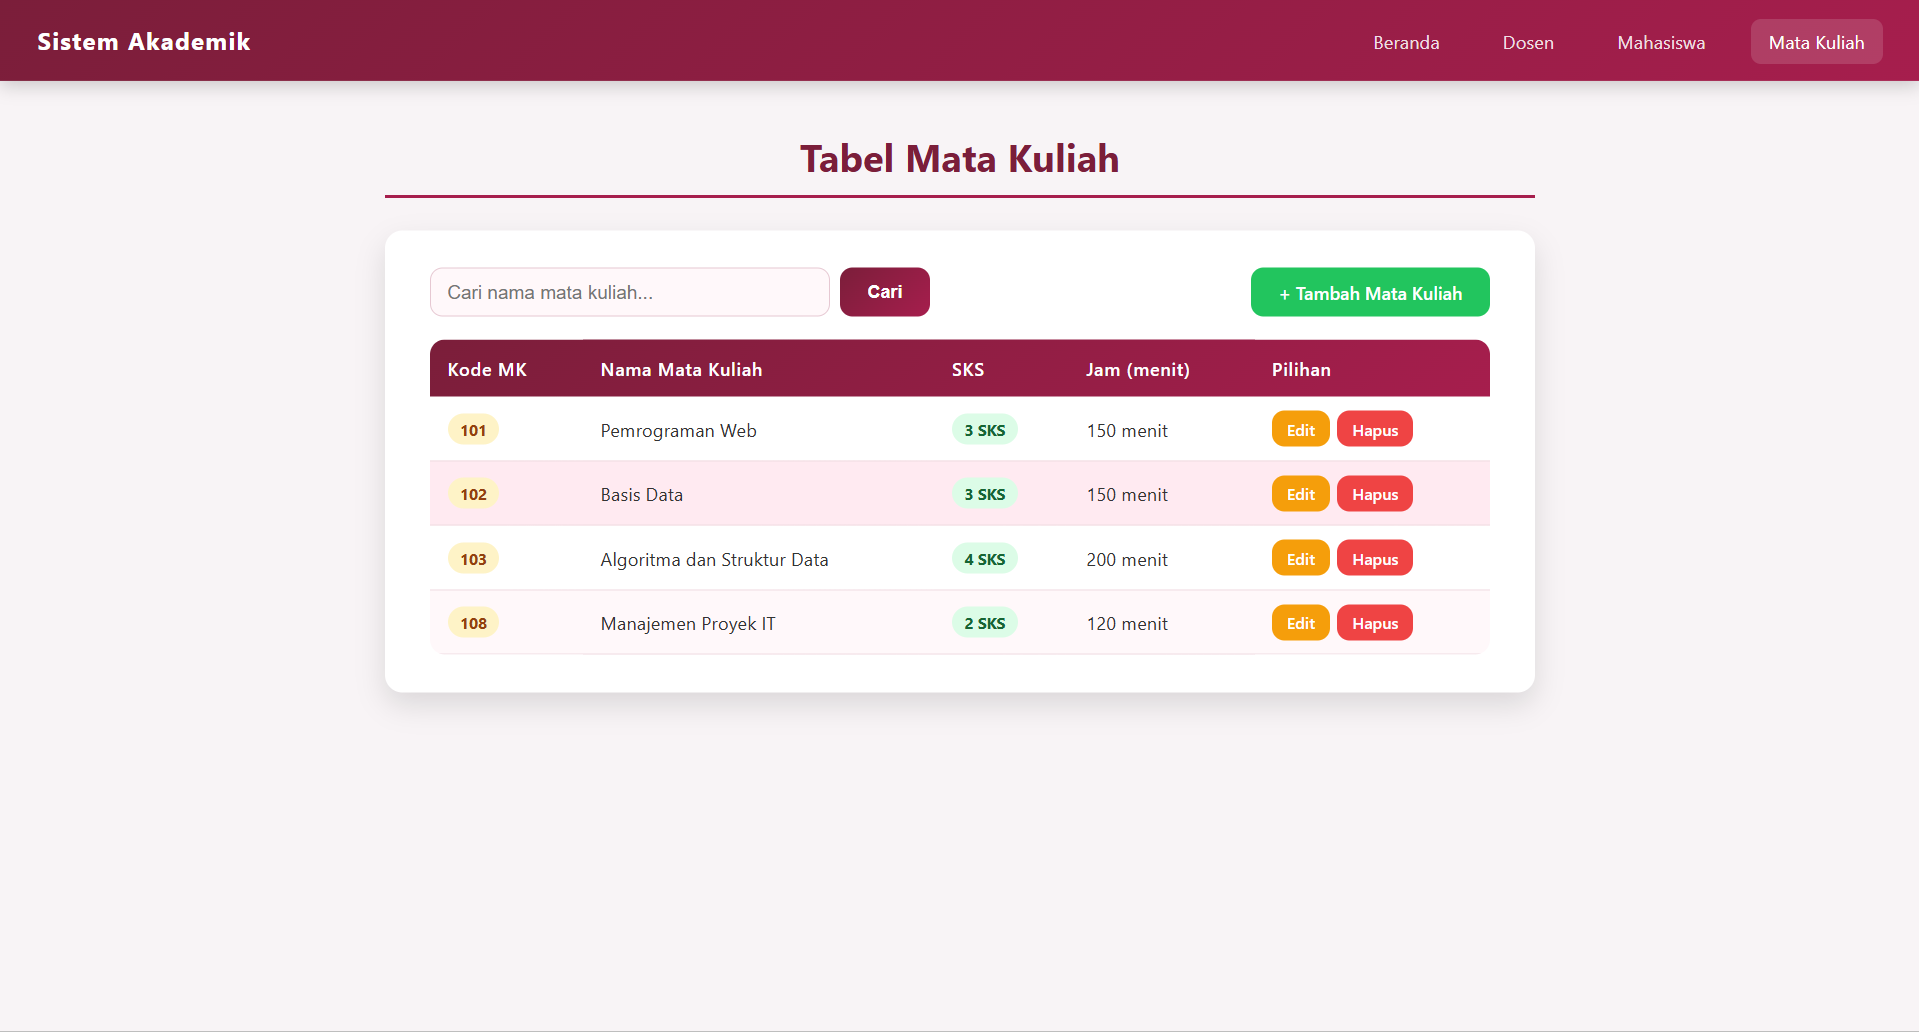 Sistem Akademik Beranda Dosen Mahasiswa Mata Kuliah
Tabel Mata Kuliah
Cari nama mata kuliah... Cari + Tambah Mata Kuliah
Kode MK Nama Mata Kuliah SKS Jam (menit) Pilihan
101 Pemrograman Web 3 SKS 150 menit Edit Hapus
102 Basis Data 3 SKS 150 menit Edit Hapus
103 Algoritma dan Struktur Data 4 SKS 200 menit Edit Hapus
108 Manajemen Proyek IT 2 SKS 120 menit Edit Hapus